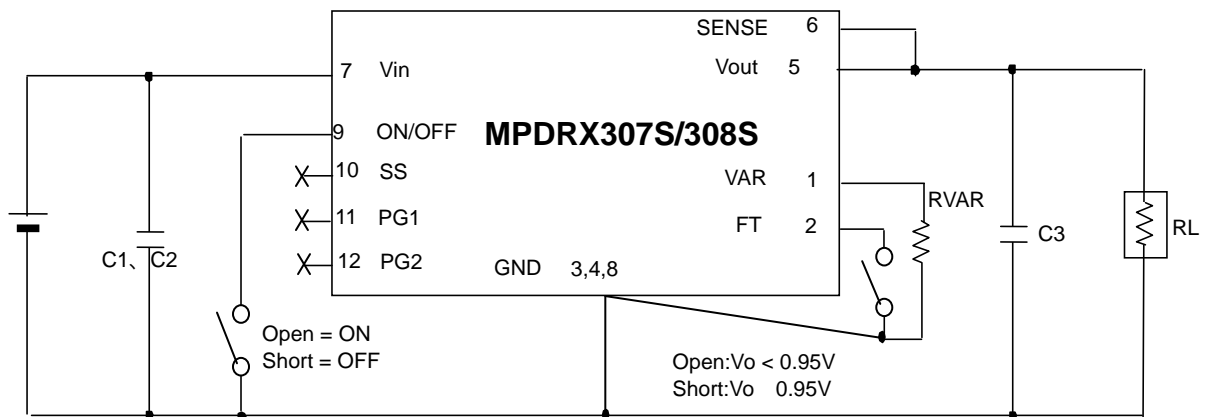 SENSE 6
7 Vin
Vout 5
9 ON/OFF
MPDRX307S/308S
10 SS
VAR 1
RVAR
11 PG1
FT 2
C3
RL
C1、C2
12 PG2
GND 3,4,8
Open = ON
Short = OFF
Open:Vo < 0.95V
Short:Vo 0.95V